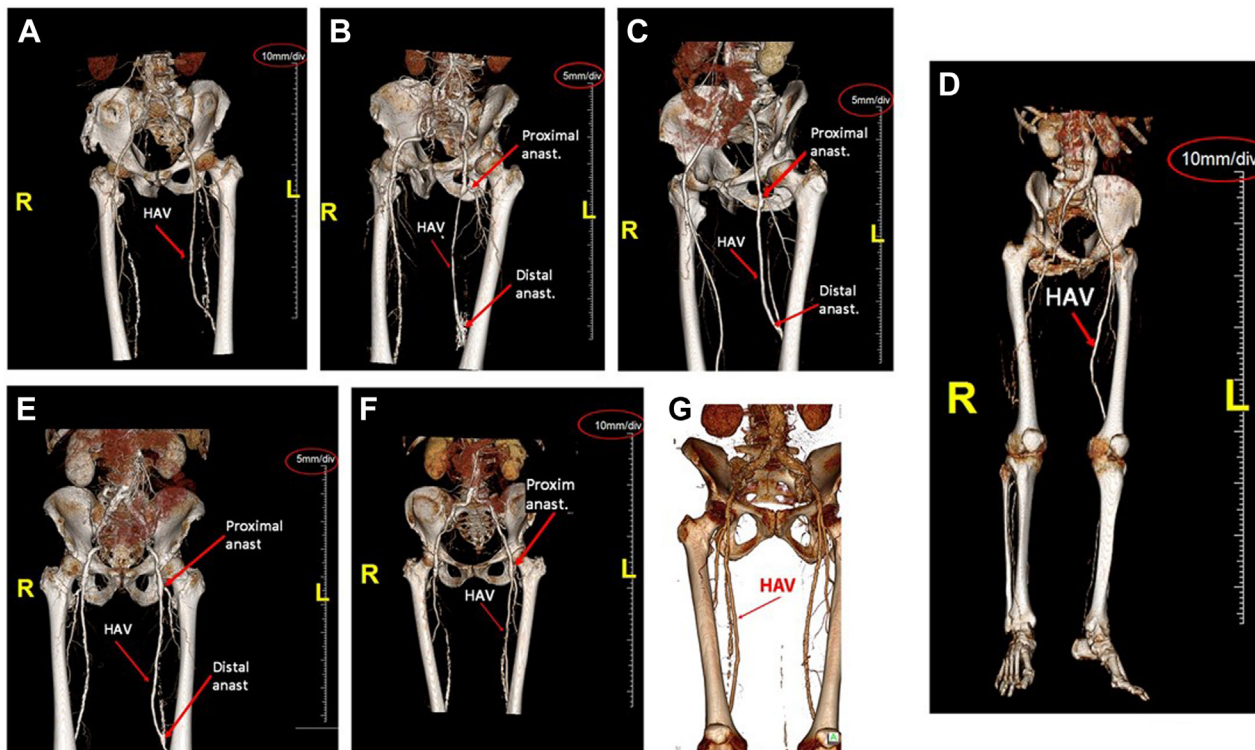 A
10mm/div
R
L
HAV
B
5mm/div
Proximal
anast.
R
L
HAV
Distal
anast.
C
5mm/div
Proximal
anast.
R
L
HAV
Distal
anast.
D
10mm/div
HAV
R
L
E
5mm/div
Proximal
anast
R
L
HAV
Distal
anast
F
10mm/div
Proxim
anast.
R
L
HAV
G
HAV
A